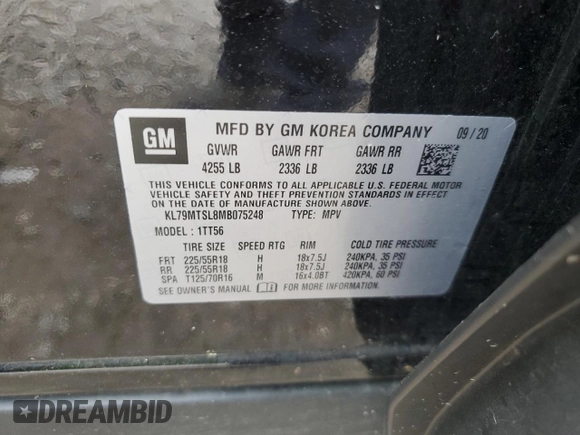 GM
MFD BY GM KOREA COMPANY 09/20
GVWR GAWR FRT GAWR RR
4255 LB 2336 LB 2336 LB
THIS VEHICLE CONFORMS TO ALL APPLICABLE U.S. FEDERAL MOTOR
VEHICLE SAFETY AND THEFT PREVENTION STANDARDS IN EFFECT
ON THE DATE OF MANUFACTURE SHOWN ABOVE.
KL79MTSL8MB075248 TYPE: MPV
MODEL: 1TT56
TIRE SIZE SPEED RTG RIM COLD TIRE PRESSURE
FRT 225/55R18 H 18x7.5J 240KPA, 35 PSI
RR 225/55R18 H 18x7.5J 240KPA, 35 PSI
SPA T125/70R16 M 16x4.0BT 420KPA, 60 PSI
SEE OWNER'S MANUAL FOR MORE INFORMATION.
DREAMBID